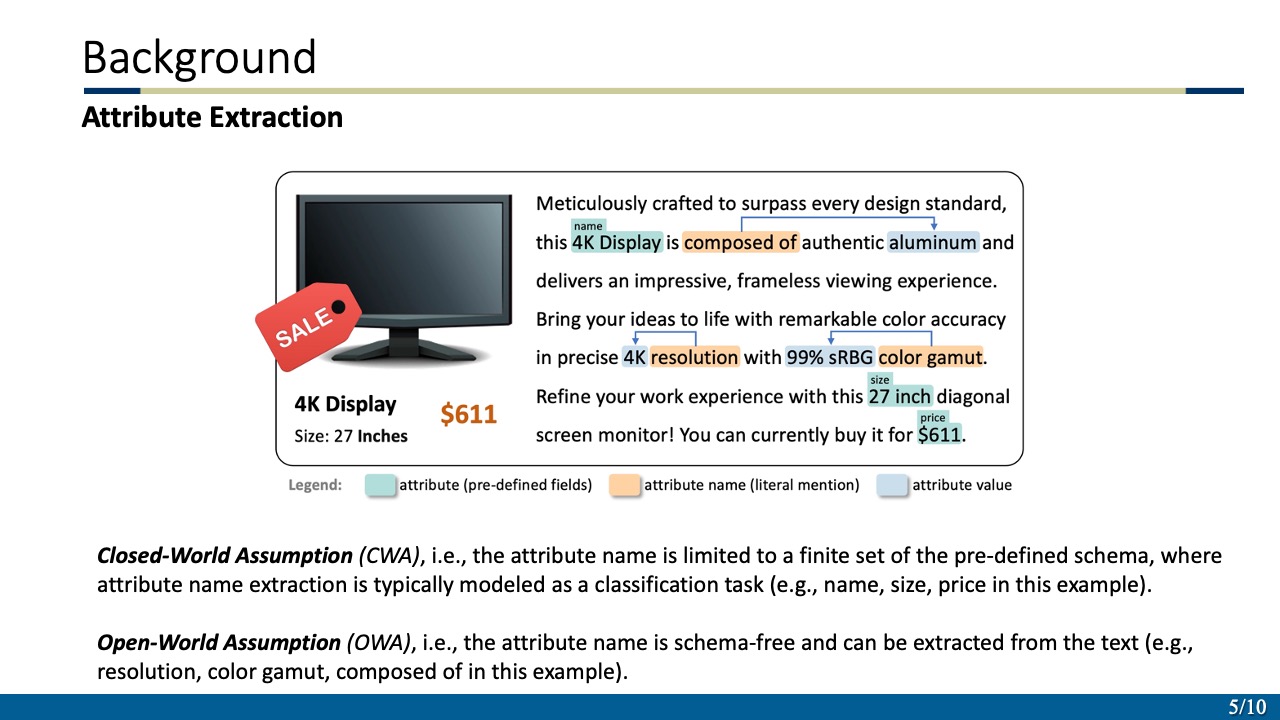 Background
Attribute Extraction
SALE
4K Display
$611
Size: 27 Inches
Meticulously crafted to surpass every design standard,
name
this 4K Display is composed of authentic aluminum and
delivers an impressive, frameless viewing experience.
Bring your ideas to life with remarkable color accuracy
in precise 4K resolution with 99% sRBG color gamut.
size
Refine your work experience with this 27 inch diagonal
price
screen monitor! You can currently buy it for $611.
Legend: attribute (pre-defined fields) attribute name (literal mention) attribute value
Closed-World Assumption (CWA), i.e., the attribute name is limited to a finite set of the pre-defined schema, where
attribute name extraction is typically modeled as a classification task (e.g., name, size, price in this example).
Open-World Assumption (OWA), i.e., the attribute name is schema-free and can be extracted from the text (e.g.,
resolution, color gamut, composed of in this example).
5/10